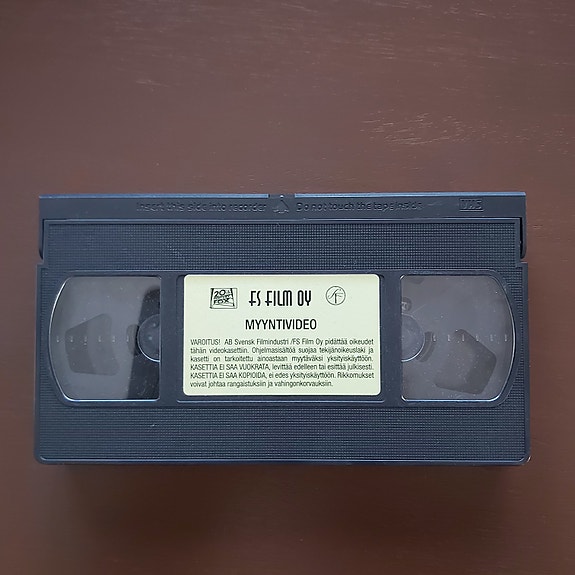 Insert this side into recorder Do not touch the tape inside VHS
20th CENTURY FOX FS FILM OY SF
MYYNTIVIDEO
VAROITUS! AB Svensk Filmindustri /FS Film Oy pidättää oikeudet
tähän videokasettiin. Ohjelmasisältöä suojaa tekijänoikeuslaki ja
kasetti on tarkoitettu ainoastaan myytäväksi yksityiskäyttöön.
KASETTIA EI SAA VUOKRATA, levittää edelleen tai esittää julkisesti.
KASETTIA EI SAA KOPIOIDA, ei edes yksityiskäyttöön. Rikkomukset
voivat johtaa rangaistuksiin ja vahingonkorvauksiin.